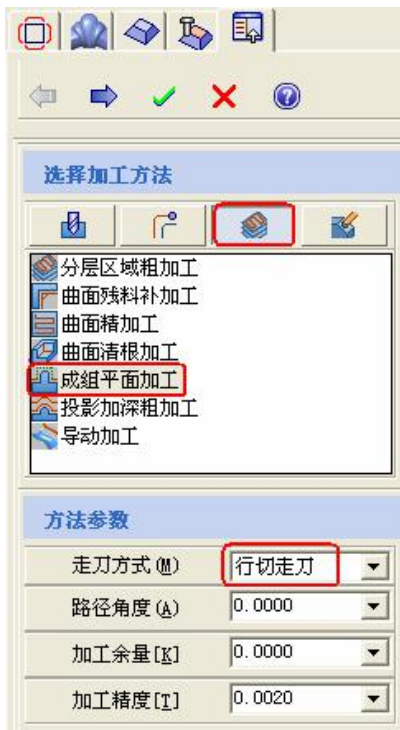 选择加工方法
分层区域粗加工
曲面残料补加工
曲面精加工
曲面清根加工
成组平面加工
投影加深粗加工
导动加工
方法参数
走刀方式(M) 行切走刀
路径角度(A) 0.0000
加工余量[K] 0.0000
加工精度[T] 0.0020